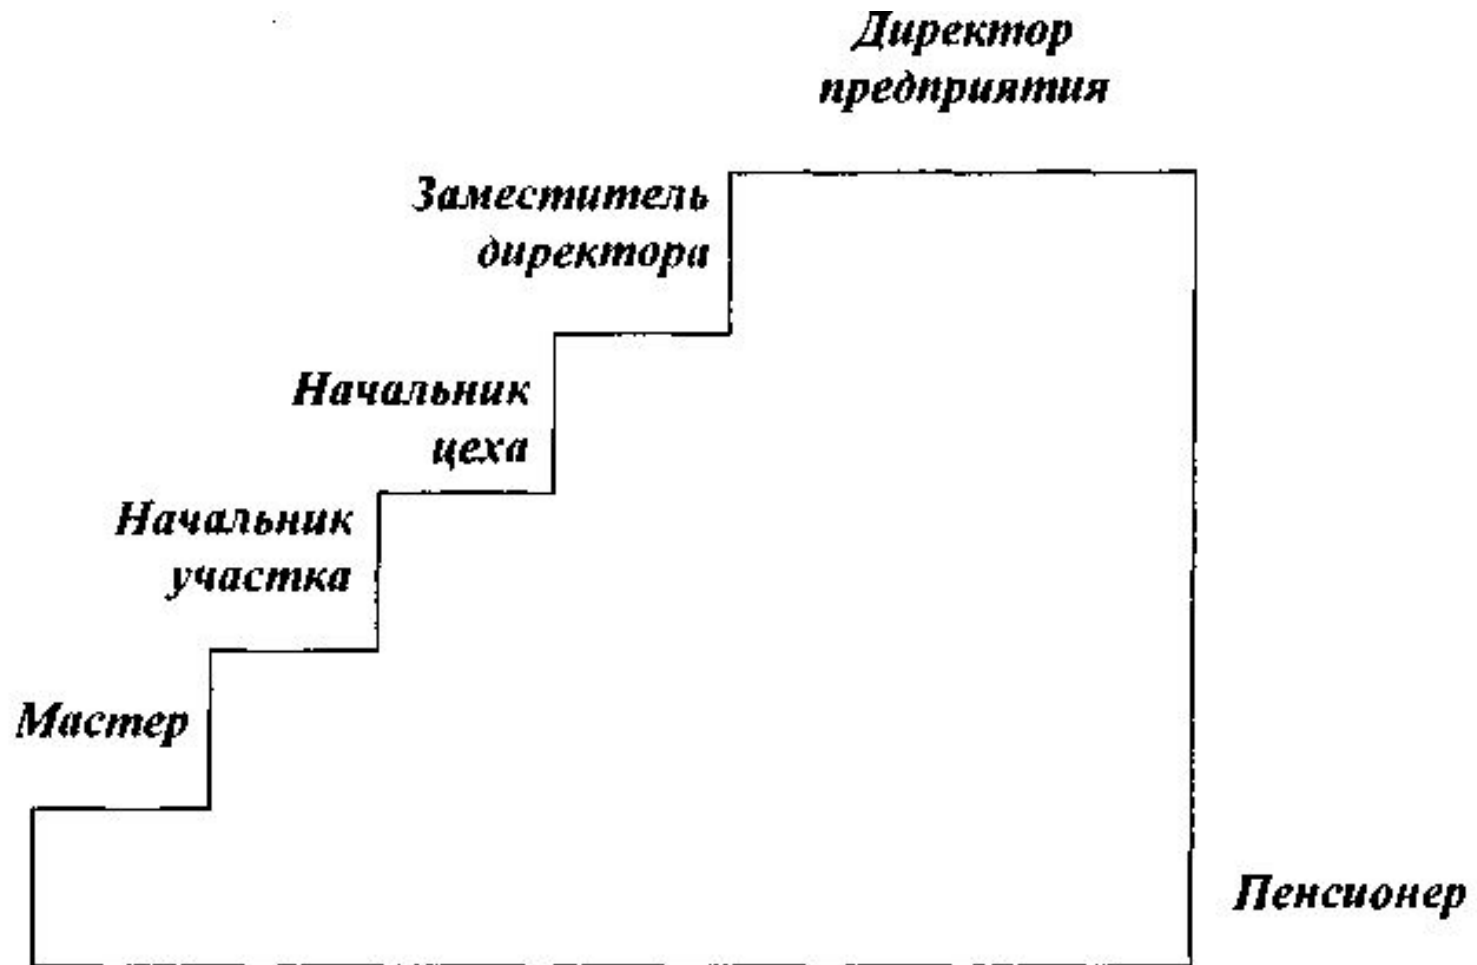 Директор
предприятия
Заместитель
директора
Начальник
цеха
Начальник
участка
Мастер
Пенсионер